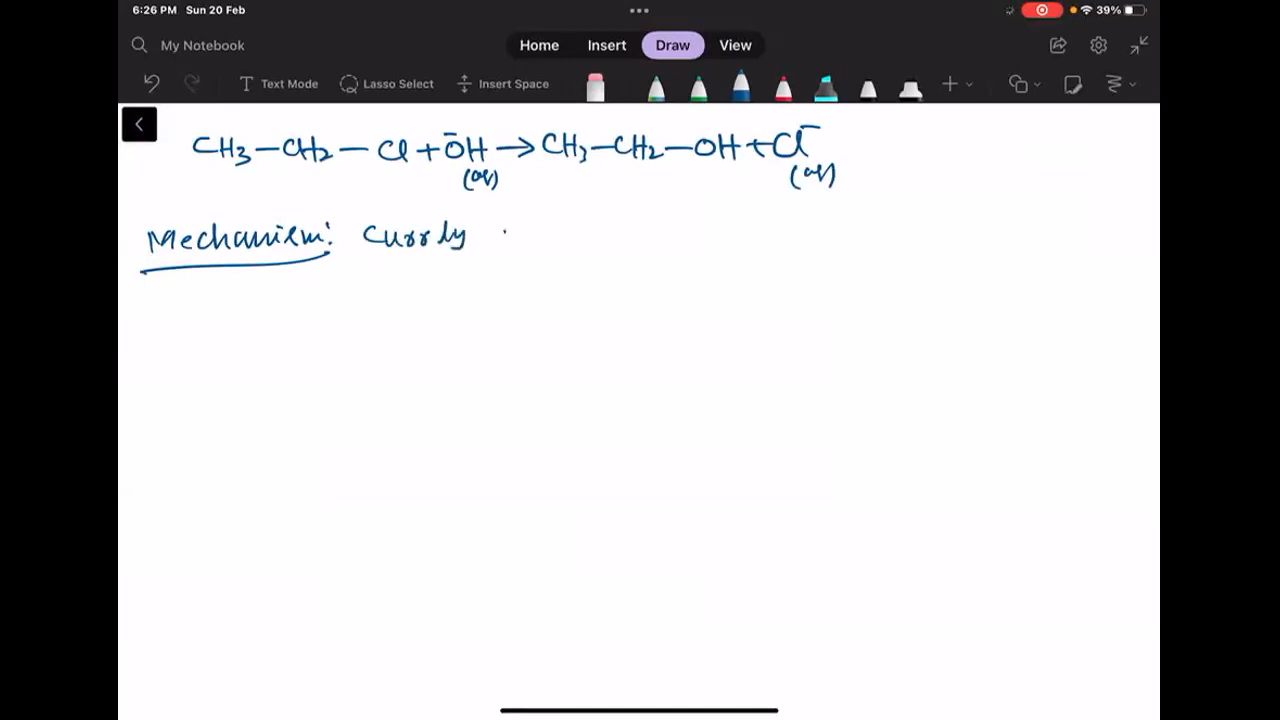 6:26 PM Sun 20 Feb
39%
My Notebook
Home Insert Draw View
Text Mode Lasso Select Insert Space
CH3—CH2—Cl + ŌH → CH3—CH2—OH + Cl⁻
(aq) (aq)
Mechanism: Currly